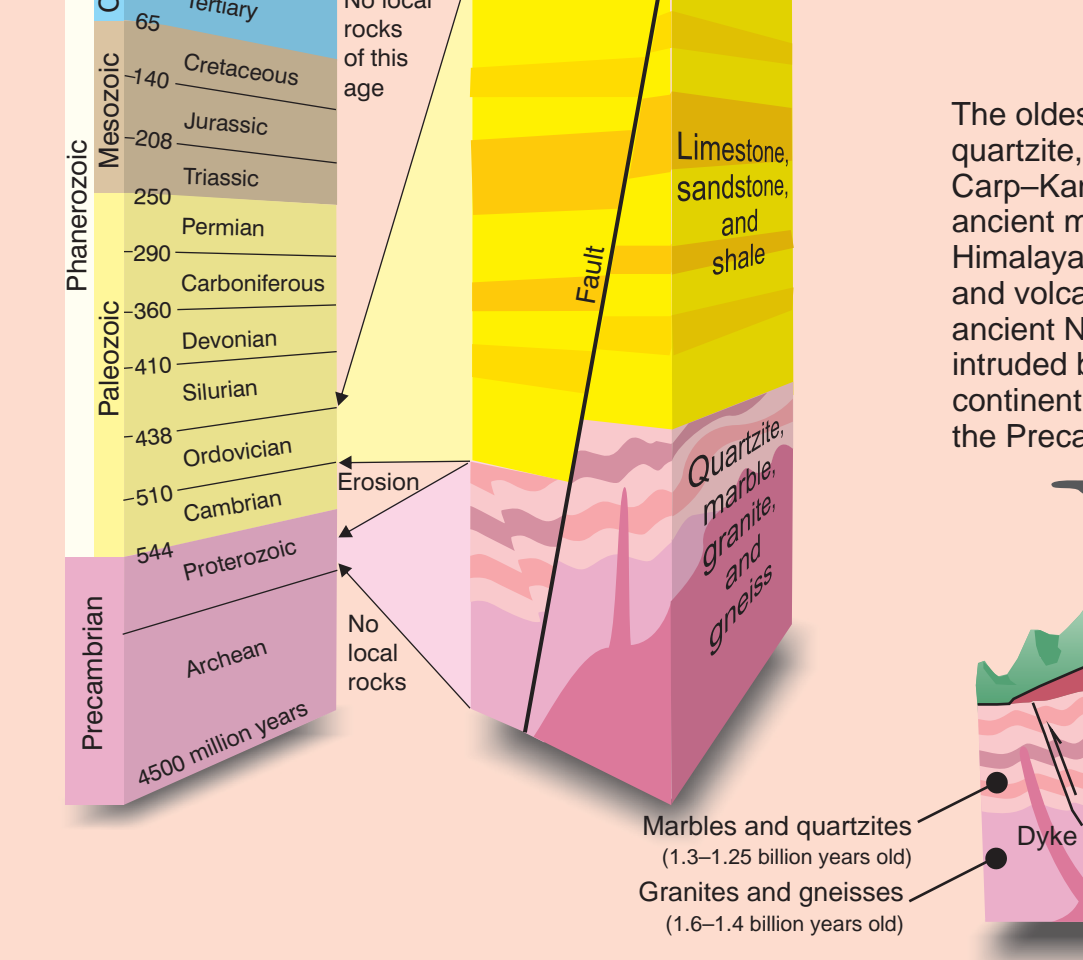 C
Tertiary
65
Mesozoic
Cretaceous
140
Jurassic
208
Triassic
250
Phanerozoic
Paleozoic
Permian
290
Carboniferous
360
Devonian
410
Silurian
438
Ordovician
510
Cambrian
544
Precambrian
Proterozoic
Archean
4500 million years
No local
rocks
of this
age
Erosion
No
local
rocks
Fault
Limestone,
sandstone,
and
shale
Quartzite,
marble,
granite,
and
gneiss
The oldes
quartzite,
Carp–Kar
ancient m
Himalaya
and volca
ancient N
intruded b
continent
the Preca
Marbles and quartzites
(1.3–1.25 billion years old)
Granites and gneisses
(1.6–1.4 billion years old)
Dyke